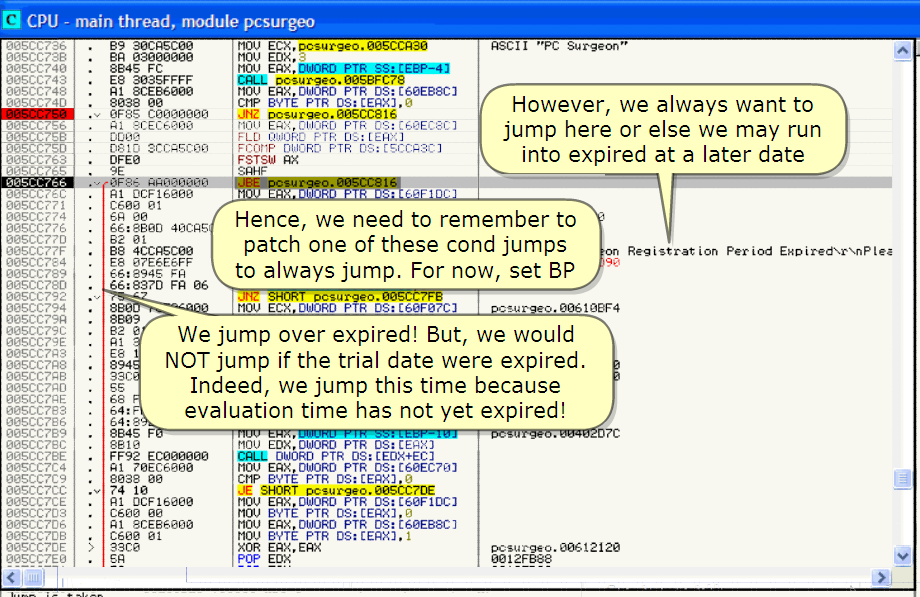 C CPU - main thread, module pcsurgeo
005CC736 . B9 30CA5C00 MOV ECX,pcsurgeo.005CCA30 ASCII "PC Surgeon"
005CC73B . BA 03000000 MOV EDX,3
005CC740 . 8B45 FC MOV EAX,DWORD PTR SS:[EBP-4]
005CC743 . E8 3035FFFF CALL pcsurgeo.005BFC78
005CC748 . A1 8CEB6000 MOV EAX,DWORD PTR DS:[60EB8C]
005CC74D . 8038 00 CMP BYTE PTR DS:[EAX],0
005CC750 .v 0F85 C0000000 JNZ pcsurgeo.005CC816
005CC756 . A1 8CEC6000 MOV EAX,DWORD PTR DS:[60EC8C]
005CC75B . DD00 FLD QWORD PTR DS:[EAX]
005CC75D . D81D 3CCA5C00 FCOMP DWORD PTR DS:[5CCA3C]
005CC763 . DFE0 FSTSW AX
005CC765 . 9E SAHF
005CC766 .v 0F86 AA000000 JBE pcsurgeo.005CC816
005CC76C . A1 DCF16000 MOV EAX,DWORD PTR DS:[60F1DC]
005CC771 . C600 01
005CC774 . 6A 00
005CC776 . 66:8B0D 40CA5C
005CC77D . B2 01
005CC77F . B8 4CCA5C00 on Registration Period Expired\r\nPlea
005CC784 . E8 07E6E6FF
005CC789 . 66:8945 FA
005CC78D . 66:837D FA 06
005CC792 .v JNZ SHORT pcsurgeo.005CC7FB
005CC794 . MOV ECX,DWORD PTR DS:[60F07C] pcsurgeo.00610BF4
005CC79A . 8B09
005CC79C . B2
005CC79E . A1
005CC7A3 . E8
005CC7A8 . 8945
005CC7AB . 33C0
005CC7AD . 55
005CC7AE . 68
005CC7B3 . 64:F
005CC7B6 . 64:89
005CC7B9 . 8B45 F0 MOV EAX,DWORD PTR SS:[EBP-10] pcsurgeo.00402D7C
005CC7BC . 8B10 MOV EDX,DWORD PTR DS:[EAX]
005CC7BE . FF92 EC000000 CALL DWORD PTR DS:[EDX+EC]
005CC7C4 . A1 70EC6000 MOV EAX,DWORD PTR DS:[60EC70]
005CC7C9 . 8038 00 CMP BYTE PTR DS:[EAX],0
005CC7CC .v 74 10 JE SHORT pcsurgeo.005CC7DE
005CC7CE . A1 DCF16000 MOV EAX,DWORD PTR DS:[60F1DC]
005CC7D3 . C600 00 MOV BYTE PTR DS:[EAX],0
005CC7D6 . A1 8CEB6000 MOV EAX,DWORD PTR DS:[60EB8C]
005CC7DB . C600 01 MOV BYTE PTR DS:[EAX],1
005CC7DE > 33C0 XOR EAX,EAX pcsurgeo.00612120
005CC7E0 . 5A POP EDX 0012FB88
However, we always want to
jump here or else we may run
into expired at a later date
Hence, we need to remember to
patch one of these cond jumps
to always jump. For now, set BP
We jump over expired! But, we would
NOT jump if the trial date were expired.
Indeed, we jump this time because
evaluation time has not yet expired!
Jump is taken